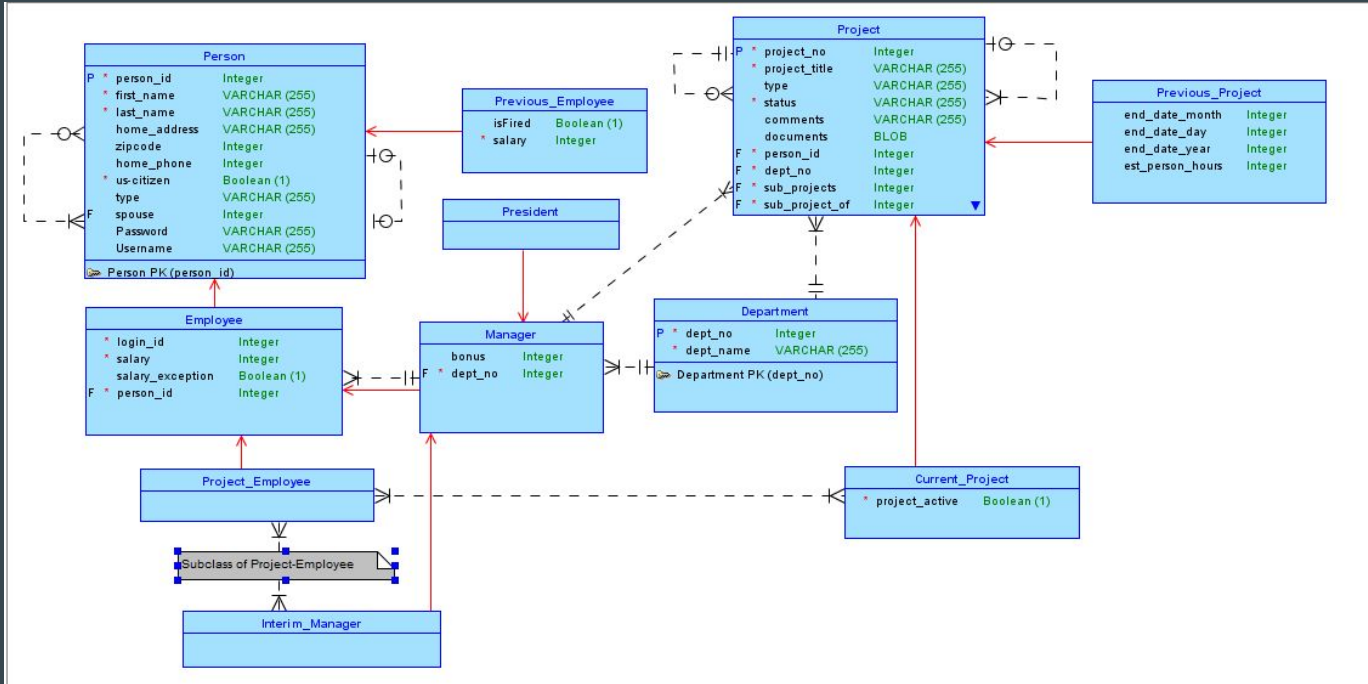 Person
P * person_id Integer
* first_name VARCHAR (255)
* last_name VARCHAR (255)
home_address VARCHAR (255)
zipcode Integer
home_phone Integer
* us-citizen Boolean (1)
type VARCHAR (255)
F spouse Integer
Password VARCHAR (255)
Username VARCHAR (255)
Person PK (person_id)
Previous_Employee
isFired Boolean (1)
* salary Integer
President
Project
P * project_no Integer
* project_title VARCHAR (255)
type VARCHAR (255)
* status VARCHAR (255)
comments VARCHAR (255)
documents BLOB
F * person_id Integer
F * dept_no Integer
F * sub_projects Integer
F * sub_project_of Integer
Previous_Project
end_date_month Integer
end_date_day Integer
end_date_year Integer
est_person_hours Integer
Employee
* login_id Integer
* salary Integer
salary_exception Boolean (1)
F * person_id Integer
Manager
bonus Integer
F * dept_no Integer
Department
P * dept_no Integer
* dept_name VARCHAR (255)
Department PK (dept_no)
Project_Employee
Current_Project
* project_active Boolean (1)
Subclass of Project-Employee
Interim_Manager